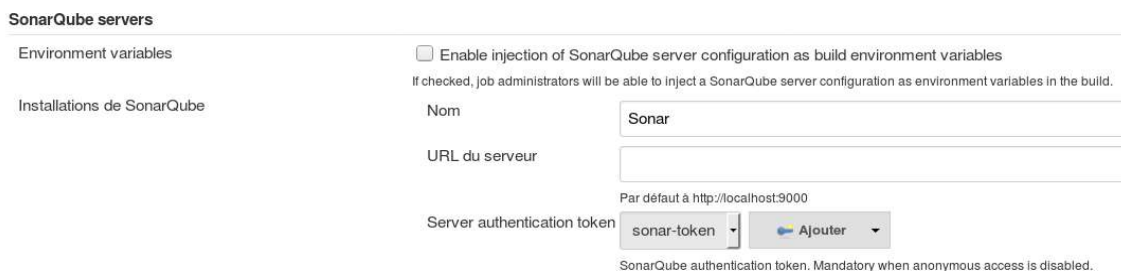 SonarQube servers
Environment variables
Enable injection of SonarQube server configuration as build environment variables
If checked, job administrators will be able to inject a SonarQube server configuration as environment variables in the build.
Installations de SonarQube
Nom
Sonar
URL du serveur
Par défaut à http://localhost:9000
Server authentication token
sonar-token
Ajouter
SonarQube authentication token. Mandatory when anonymous access is disabled.